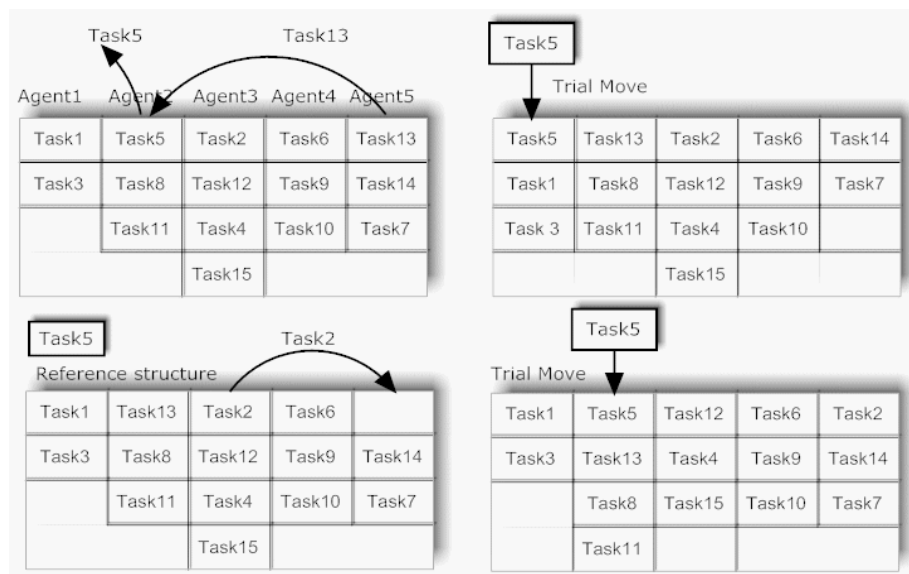 Task5 Task13
Agent1 Agent2 Agent3 Agent4 Agent5
Task1 Task5 Task2 Task6 Task13
Task3 Task8 Task12 Task9 Task14
Task11 Task4 Task10 Task7
Task15
Task5
Trial Move
Task5 Task13 Task2 Task6 Task14
Task1 Task8 Task12 Task9 Task7
Task 3 Task11 Task4 Task10
Task15
Task5 Task2
Reference structure
Task1 Task13 Task2 Task6
Task3 Task8 Task12 Task9 Task14
Task11 Task4 Task10 Task7
Task15
Task5
Trial Move
Task1 Task5 Task12 Task6 Task2
Task3 Task13 Task4 Task9 Task14
Task8 Task15 Task10 Task7
Task11